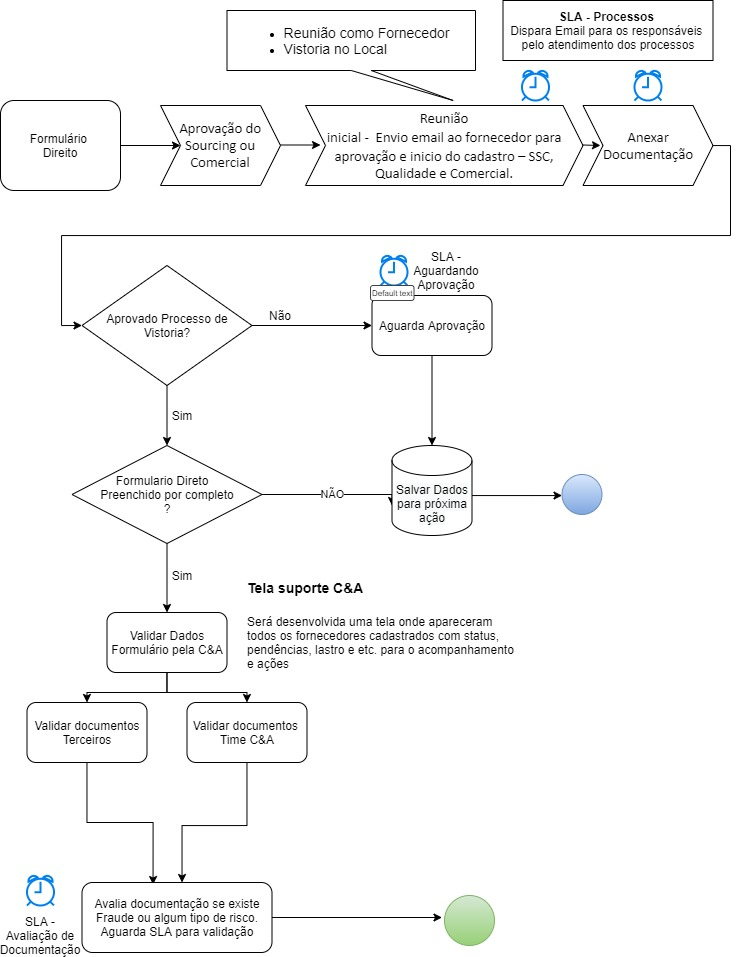 Reunião como Fornecedor
Vistoria no Local
SLA - Processos
Dispara Email para os responsáveis
pelo atendimento dos processos
Formulário
Direito
Aprovação do
Sourcing ou
Comercial
Reunião
inicial - Envio email ao fornecedor para
aprovação e inicio do cadastro – SSC,
Qualidade e Comercial.
Anexar
Documentação
SLA -
Aguardando
Aprovação
Default text
Aprovado Processo de
Vistoria?
Não
Aguarda Aprovação
Sim
Formulario Direto
Preenchido por completo
?
NÃO
Salvar Dados
para próxima
ação
Sim
Tela suporte C&A
Será desenvolvida uma tela onde apareceram
todos os fornecedores cadastrados com status,
pendências, lastro e etc. para o acompanhamento
e ações
Validar Dados
Formulário pela C&A
Validar documentos
Terceiros
Validar documentos
Time C&A
SLA -
Avaliação de
Documentação
Avalia documentação se existe
Fraude ou algum tipo de risco.
Aguarda SLA para validação